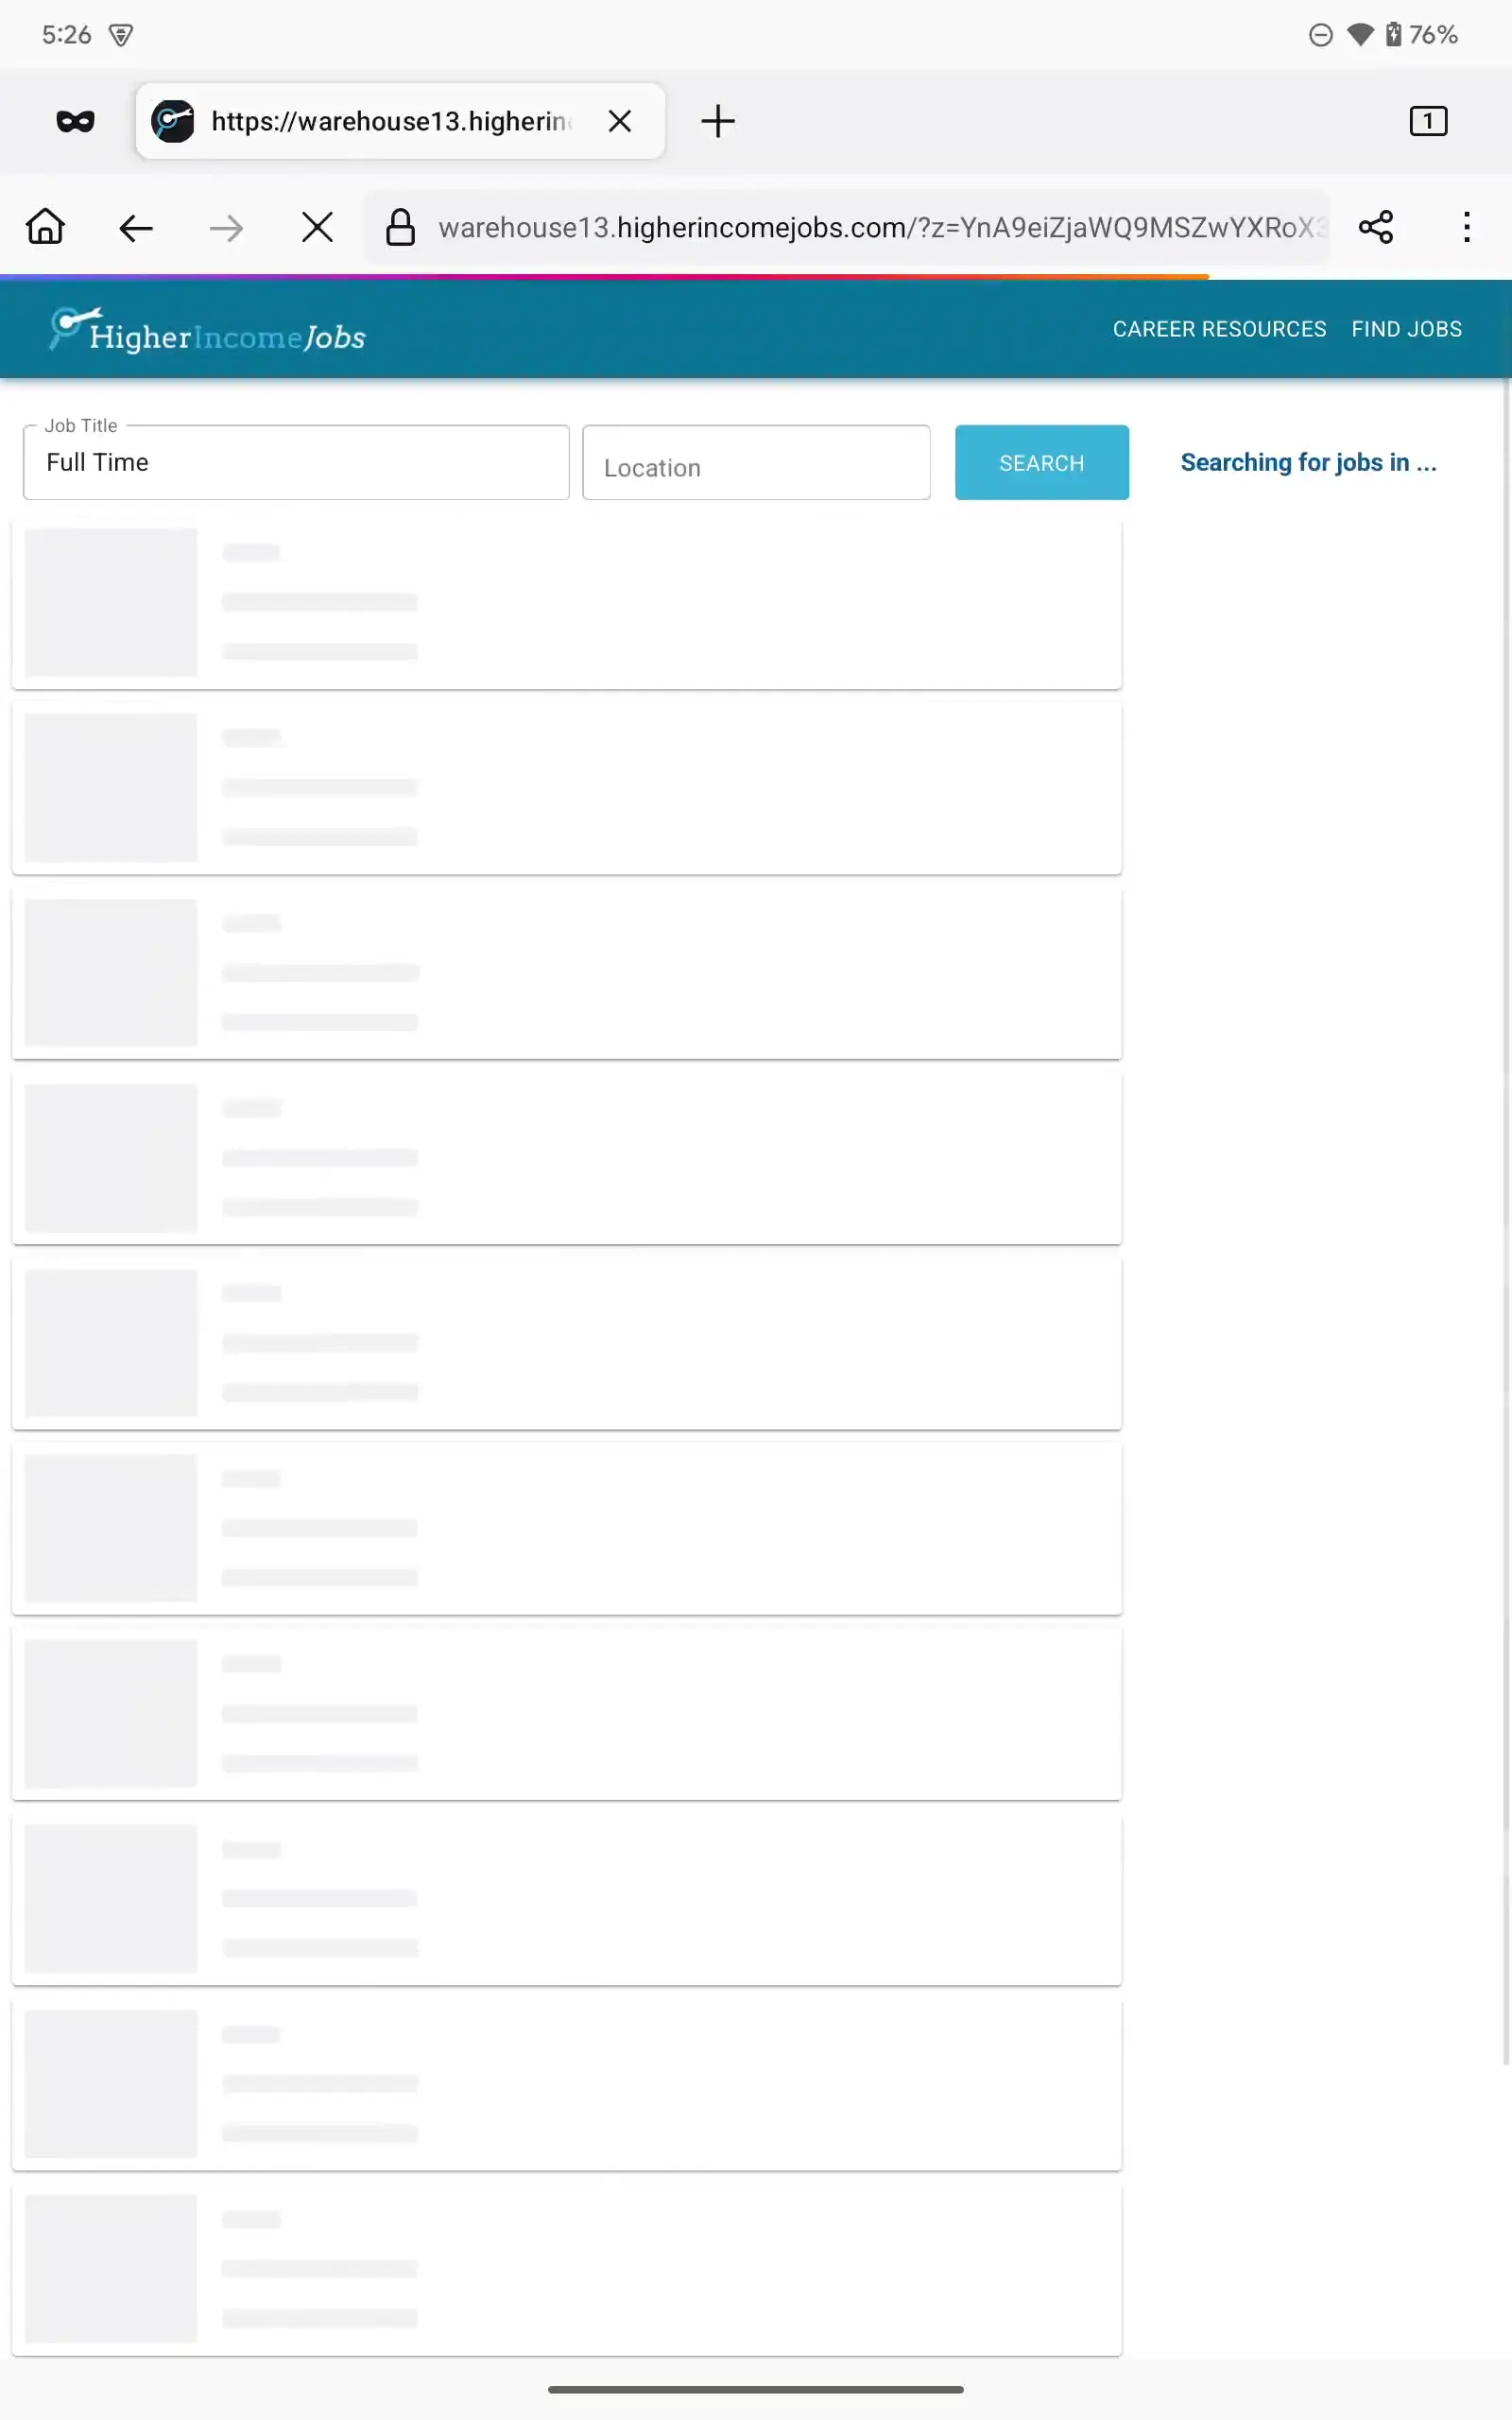 5:26
76%
https://warehouse13.higherin
1
warehouse13.higherincomejobs.com/?z=YnA9eiZjaWQ9MSZwYXRoX3
HigherIncomeJobs
CAREER RESOURCES
FIND JOBS
Job Title
Full Time
Location
SEARCH
Searching for jobs in ...